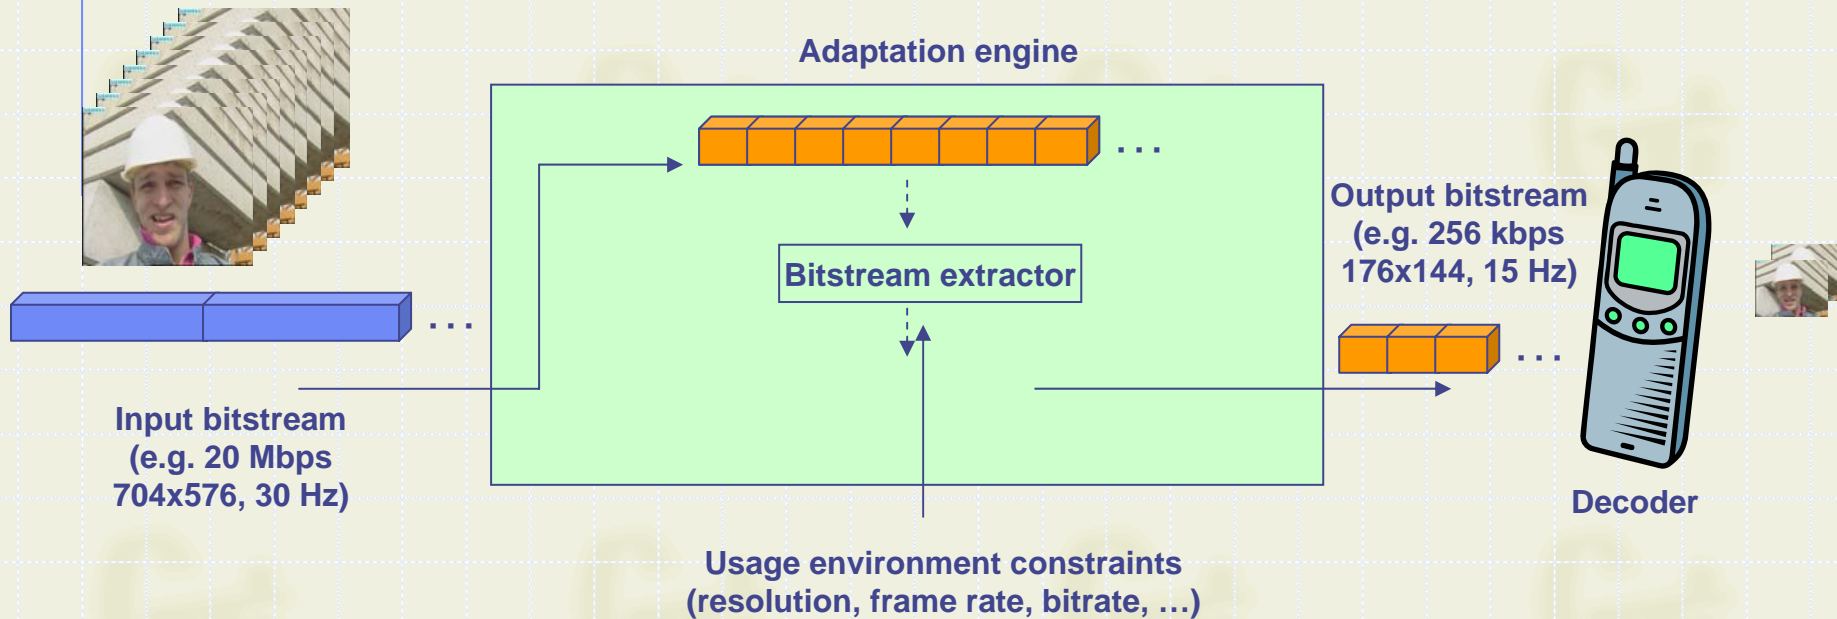 Adaptation engine
. . .
Bitstream extractor
. . .
Input bitstream
(e.g. 20 Mbps
704x576, 30 Hz)
Output bitstream
(e.g. 256 kbps
176x144, 15 Hz)
. . .
Decoder
Usage environment constraints
(resolution, frame rate, bitrate, …)